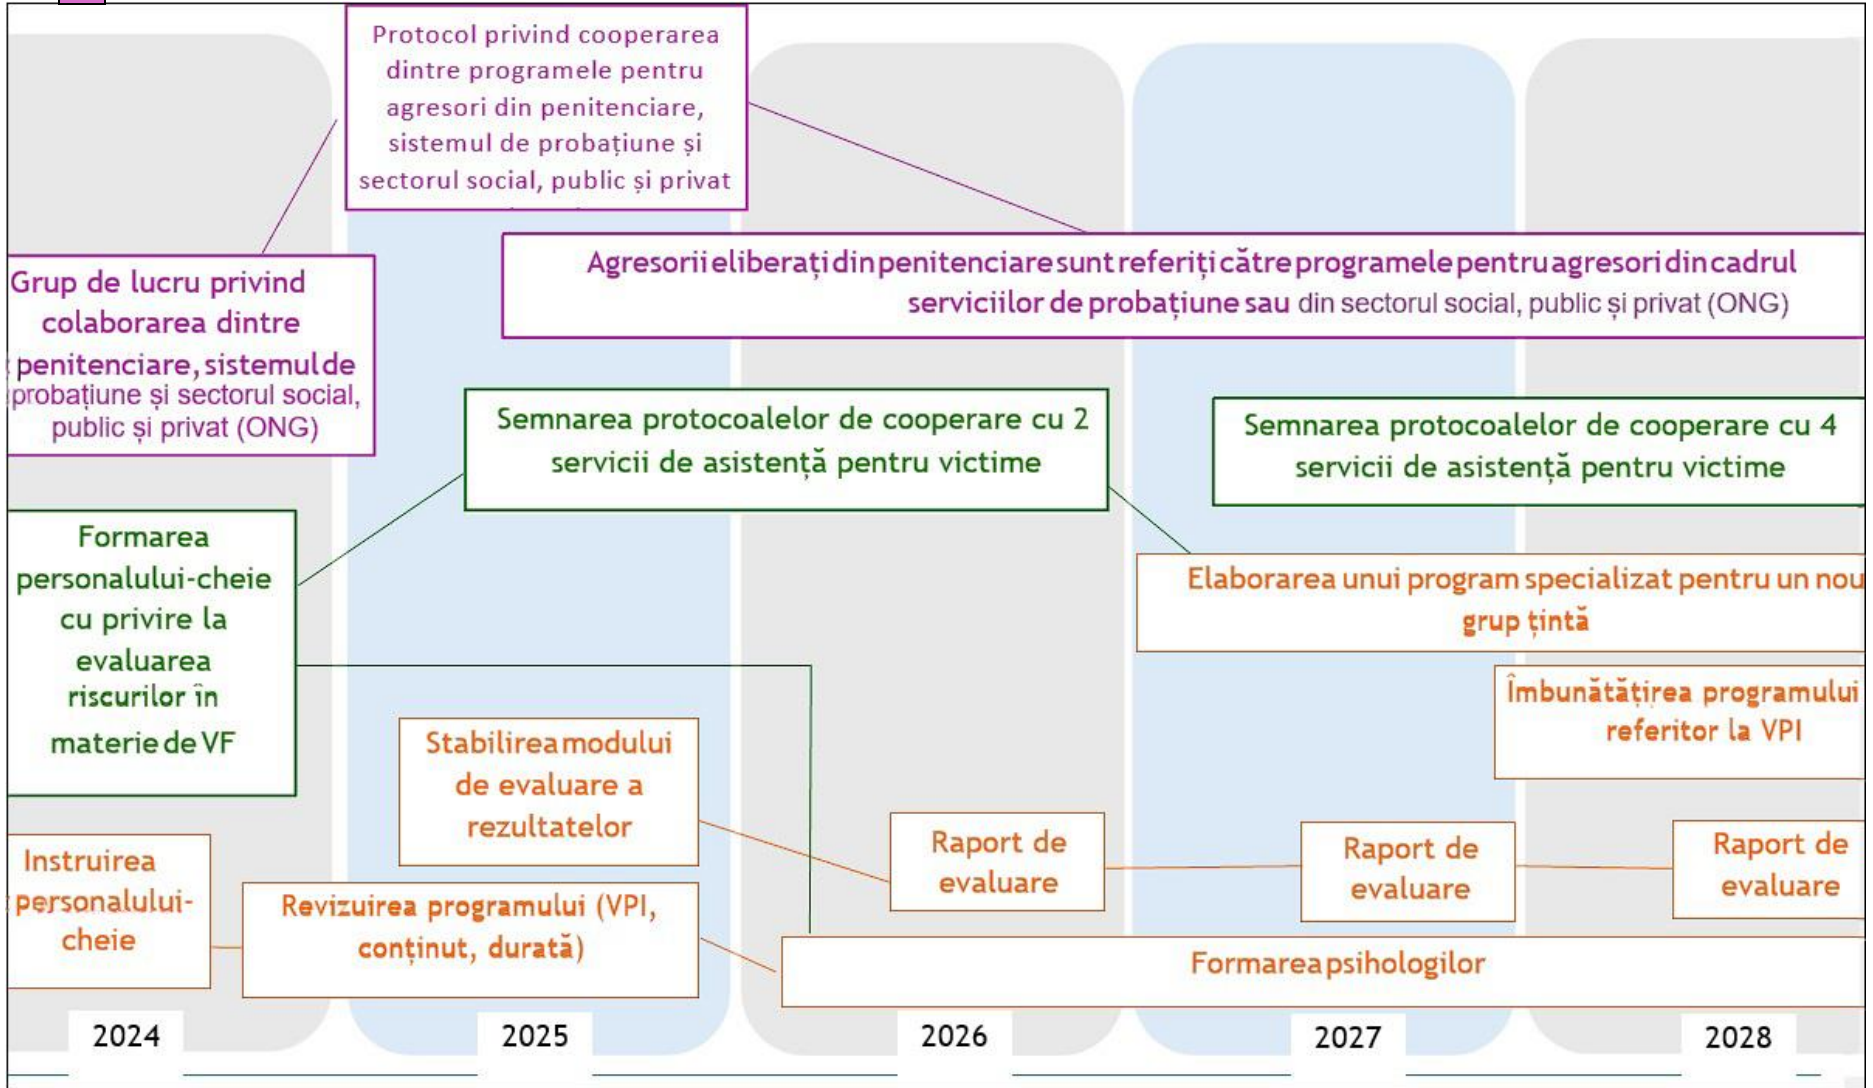 Protocol privind cooperarea
dintre programele pentru
agresori din penitenciare,
sistemul de probațiune și
sectorul social, public și privat
Agresorii eliberați din penitenciare sunt referiți către programele pentru agresori din cadrul
serviciilor de probațiune sau din sectorul social, public și privat (ONG)
Grup de lucru privind
colaborarea dintre
penitenciare, sistemul de
probațiune și sectorul social,
public și privat (ONG)
Semnarea protocoalelor de cooperare cu 2
servicii de asistență pentru victime
Semnarea protocoalelor de cooperare cu 4
servicii de asistență pentru victime
Formarea
personalului-cheie
cu privire la
evaluarea
riscurilor în
materie de VF
Elaborarea unui program specializat pentru un nou
grup țintă
Îmbunătățirea programului
referitor la VPI
Stabilirea modului
de evaluare a
rezultatelor
Raport de
evaluare
Raport de
evaluare
Raport de
evaluare
Instruirea
personalului-
cheie
Revizuirea programului (VPI,
conținut, durată)
Formarea psihologilor
2024
2025
2026
2027
2028